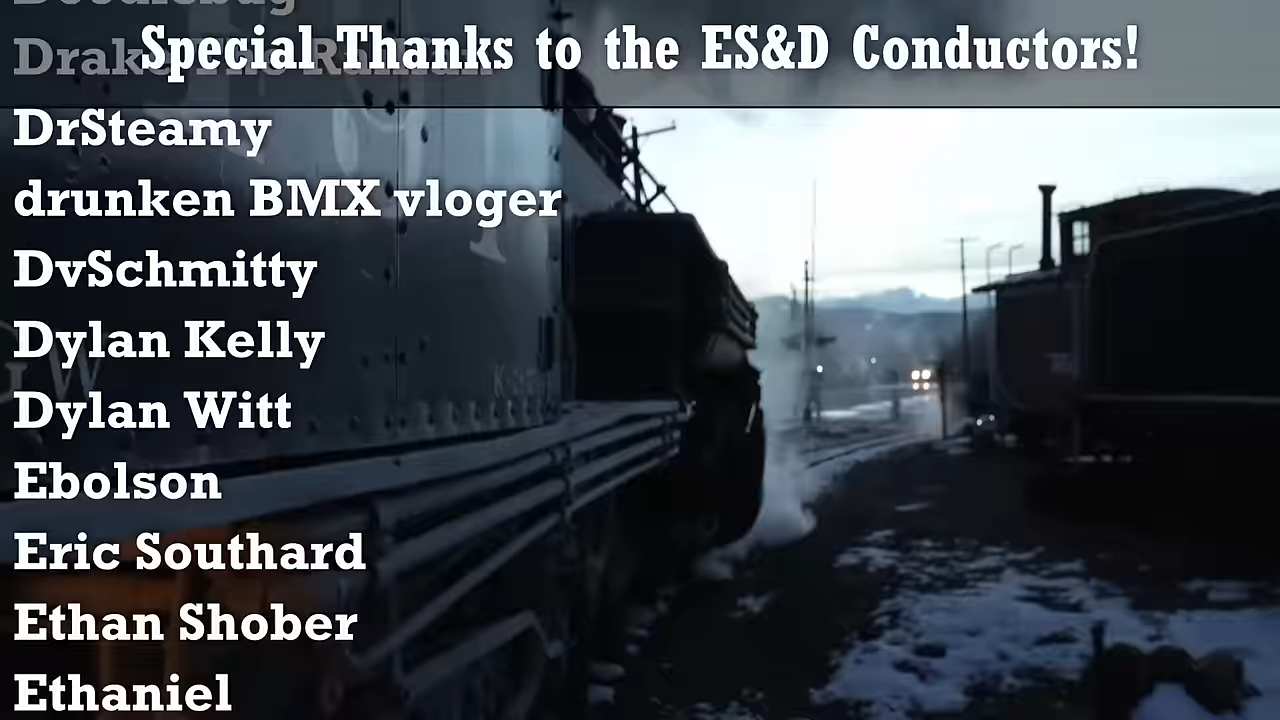 Special Thanks to the ES&D Conductors!
DrSteamy
drunken BMX vloger
DvSchmitty
Dylan Kelly
Dylan Witt
Ebolson
Eric Southard
Ethan Shober
Ethaniel